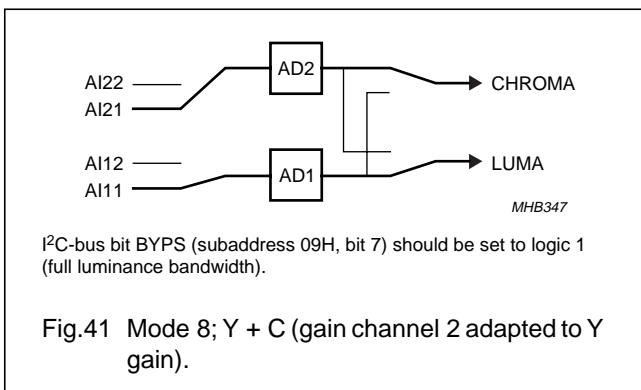 AI22
AI21
AD2
CHROMA
AI12
AI11
AD1
LUMA
MHB347
I²C-bus bit BYPS (subaddress 09H, bit 7) should be set to logic 1
(full luminance bandwidth).
Fig.41 Mode 8; Y + C (gain channel 2 adapted to Y
gain).